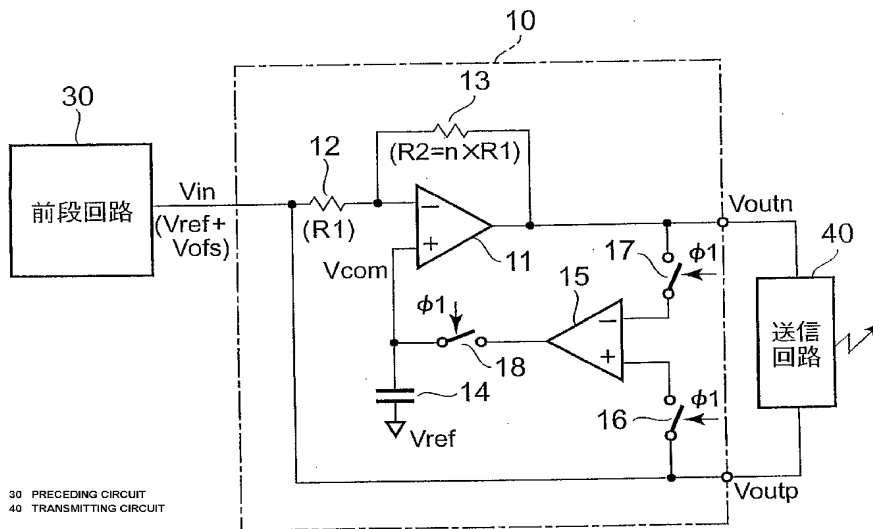 10
30
13
(R2=n×R1)
12
前段回路
Vin
(Vref+
Vofs)
(R1)
−
+
11
Vcom
Voutn
17
ϕ1
40
15
−
+
ϕ1
18
送信
回路
14
Vref
16
ϕ1
Voutp
30 PRECEDING CIRCUIT
40 TRANSMITTING CIRCUIT